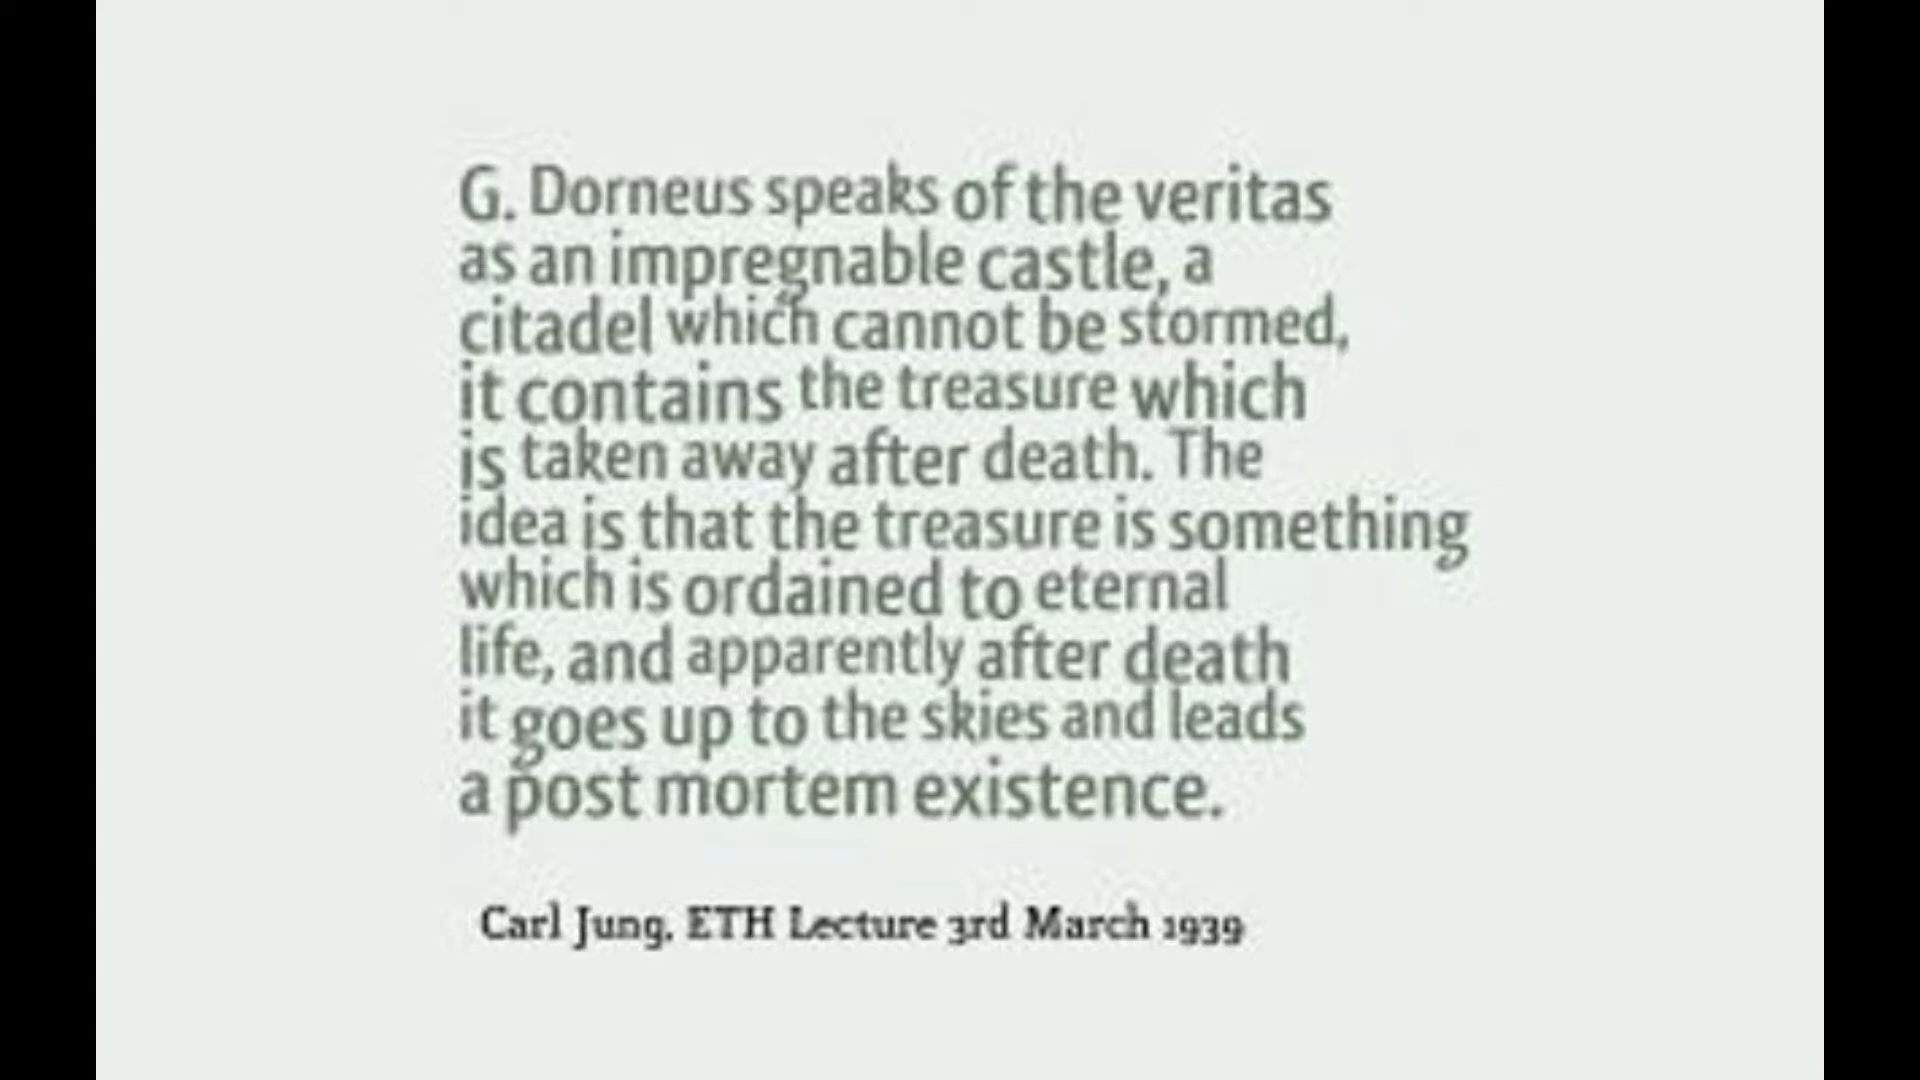 G. Dorneus speaks of the veritas
as an impregnable castle, a
citadel which cannot be stormed,
it contains the treasure which
is taken away after death. The
idea is that the treasure is something
which is ordained to eternal
life, and apparently after death
it goes up to the skies and leads
a post mortem existence.
Carl Jung, ETH Lecture 3rd March 1939